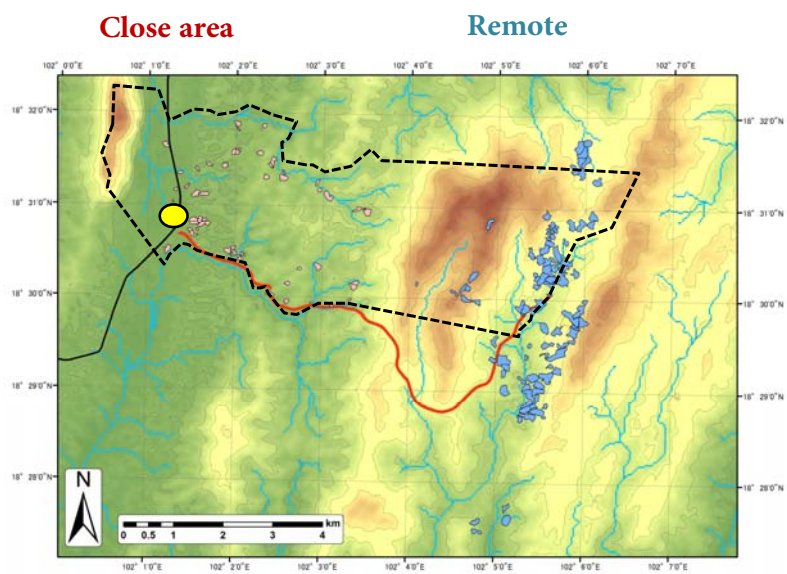 Close area
Remote
102° 0'0"E 102° 1'0"E 102° 2'0"E 102° 3'0"E 102° 4'0"E 102° 5'0"E 102° 6'0"E 102° 7'0"E
18° 32'0"N 18° 32'0"N
18° 31'0"N 18° 31'0"N
18° 30'0"N 18° 30'0"N
18° 29'0"N 18° 29'0"N
18° 28'0"N 18° 28'0"N
N
km
0 0.5 1 2 3 4
102° 1'0"E 102° 2'0"E 102° 3'0"E 102° 4'0"E 102° 5'0"E 102° 6'0"E 102° 7'0"E